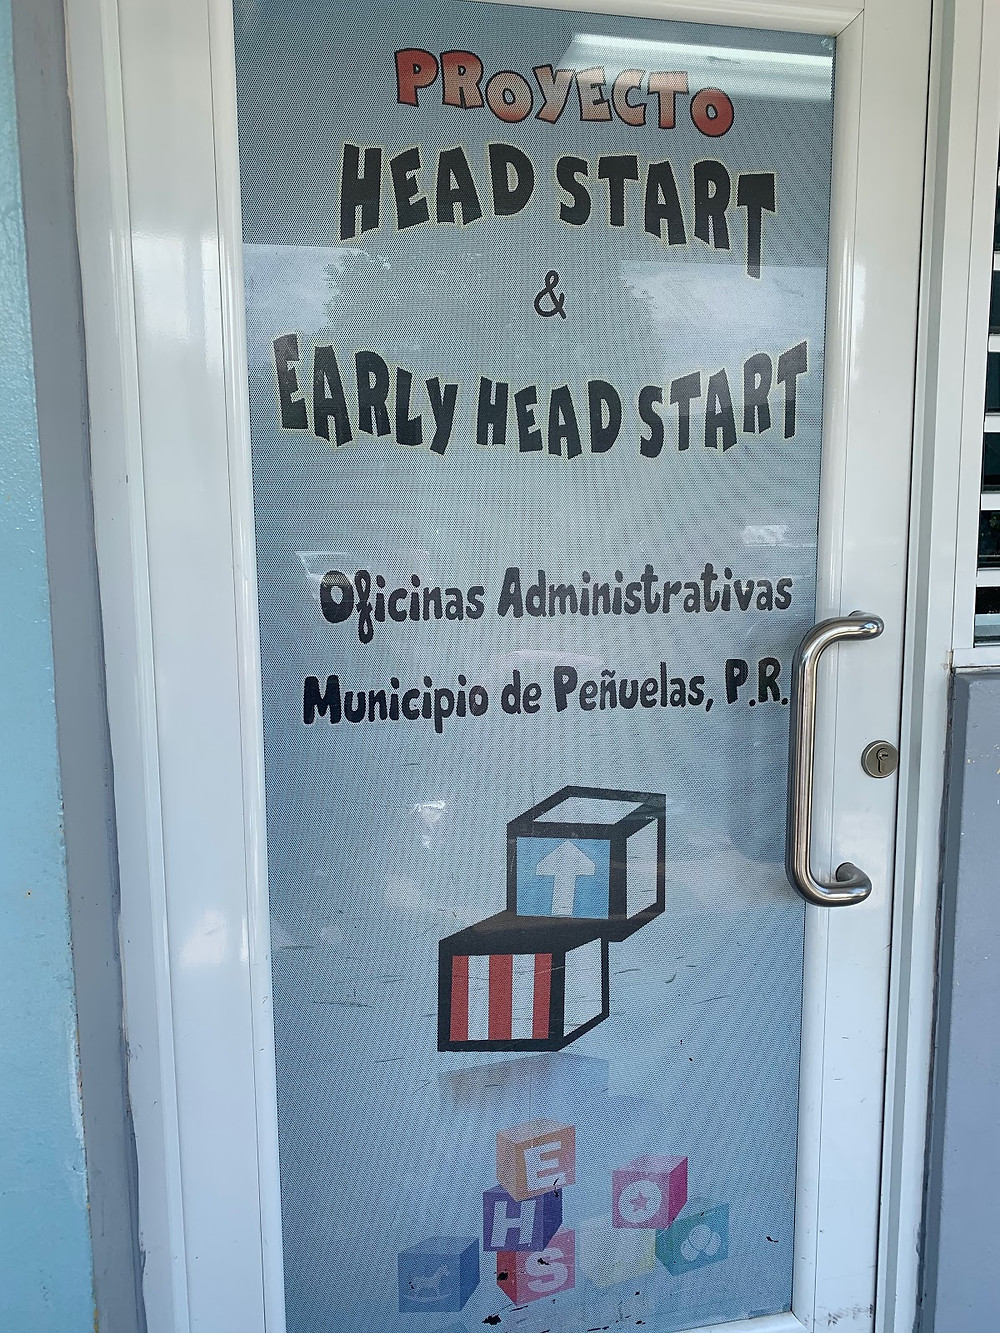 PROYECTO
HEAD START
&
EARLY HEAD START
Oficinas Administrativas
Municipio de Peñuelas, P.R.
E
H
S